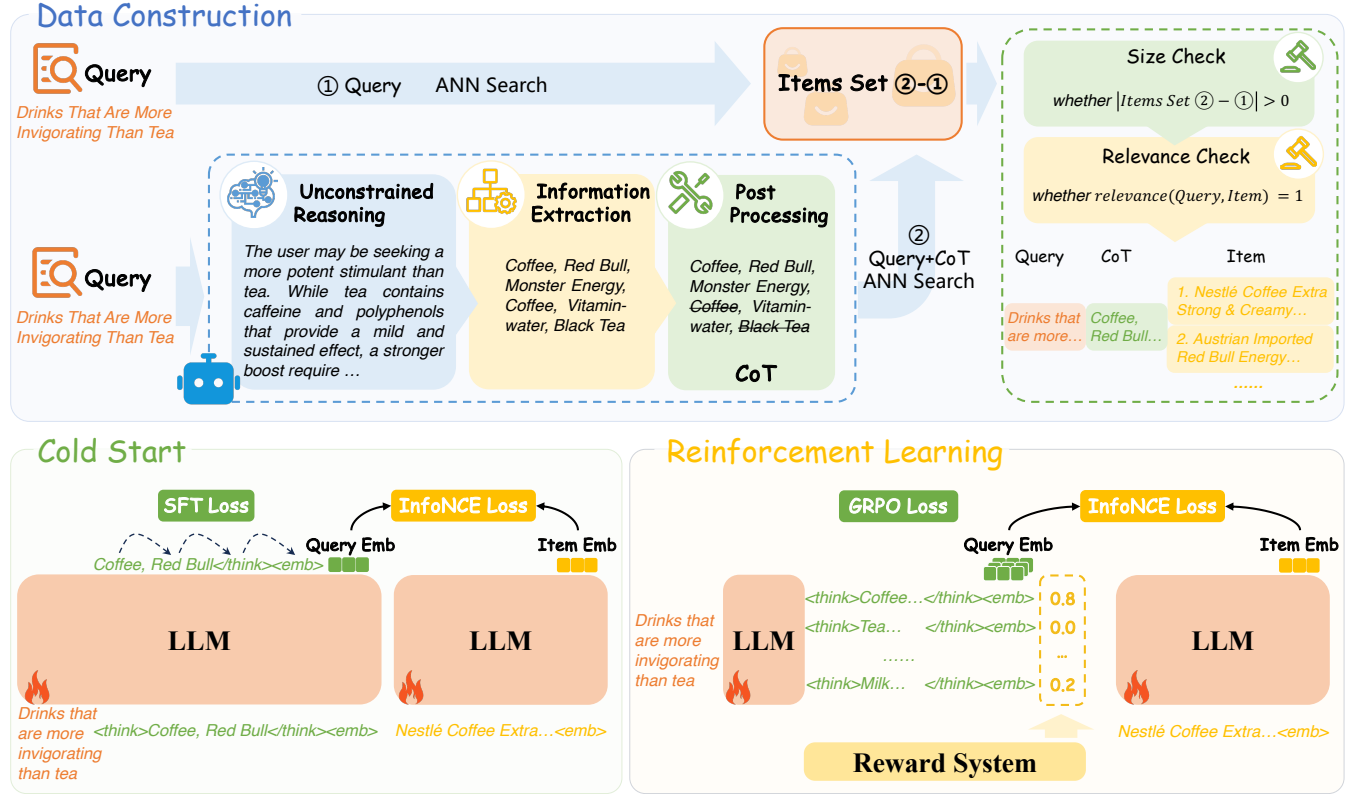 Data Construction
Query
Drinks That Are More
Invigorating Than Tea
① Query ANN Search
Items Set ②-①
Size Check
whether |Items Set ② − ①| > 0
Relevance Check
whether relevance(Query, Item) = 1
Query CoT Item
Drinks that
are more…
Coffee,
Red Bull…
1. Nestlé Coffee Extra
Strong & Creamy…
2. Austrian Imported
Red Bull Energy…
……
Query
Drinks That Are More
Invigorating Than Tea
Unconstrained
Reasoning
The user may be seeking a
more potent stimulant than
tea. While tea contains
caffeine and polyphenols
that provide a mild and
sustained effect, a stronger
boost require …
Information
Extraction
Coffee, Red Bull,
Monster Energy,
Coffee, Vitamin-
water, Black Tea
Post
Processing
Coffee, Red Bull,
Monster Energy,
Coffee, Vitamin-
water, Black Tea
CoT
②
Query+CoT
ANN Search
Cold Start
SFT Loss
InfoNCE Loss
Query Emb
Item Emb
Coffee, Red Bull</think><emb>
LLM
LLM
Drinks that
are more
invigorating
than tea
<think>Coffee, Red Bull</think><emb>
Nestlé Coffee Extra…<emb>
Reinforcement Learning
GRPO Loss
InfoNCE Loss
Query Emb
Item Emb
Drinks that
are more
invigorating
than tea
LLM
<think>Coffee…</think><emb> 0.8
<think>Tea… </think><emb> 0.0
…… ...
<think>Milk… </think><emb> 0.2
LLM
Nestlé Coffee Extra…<emb>
Reward System